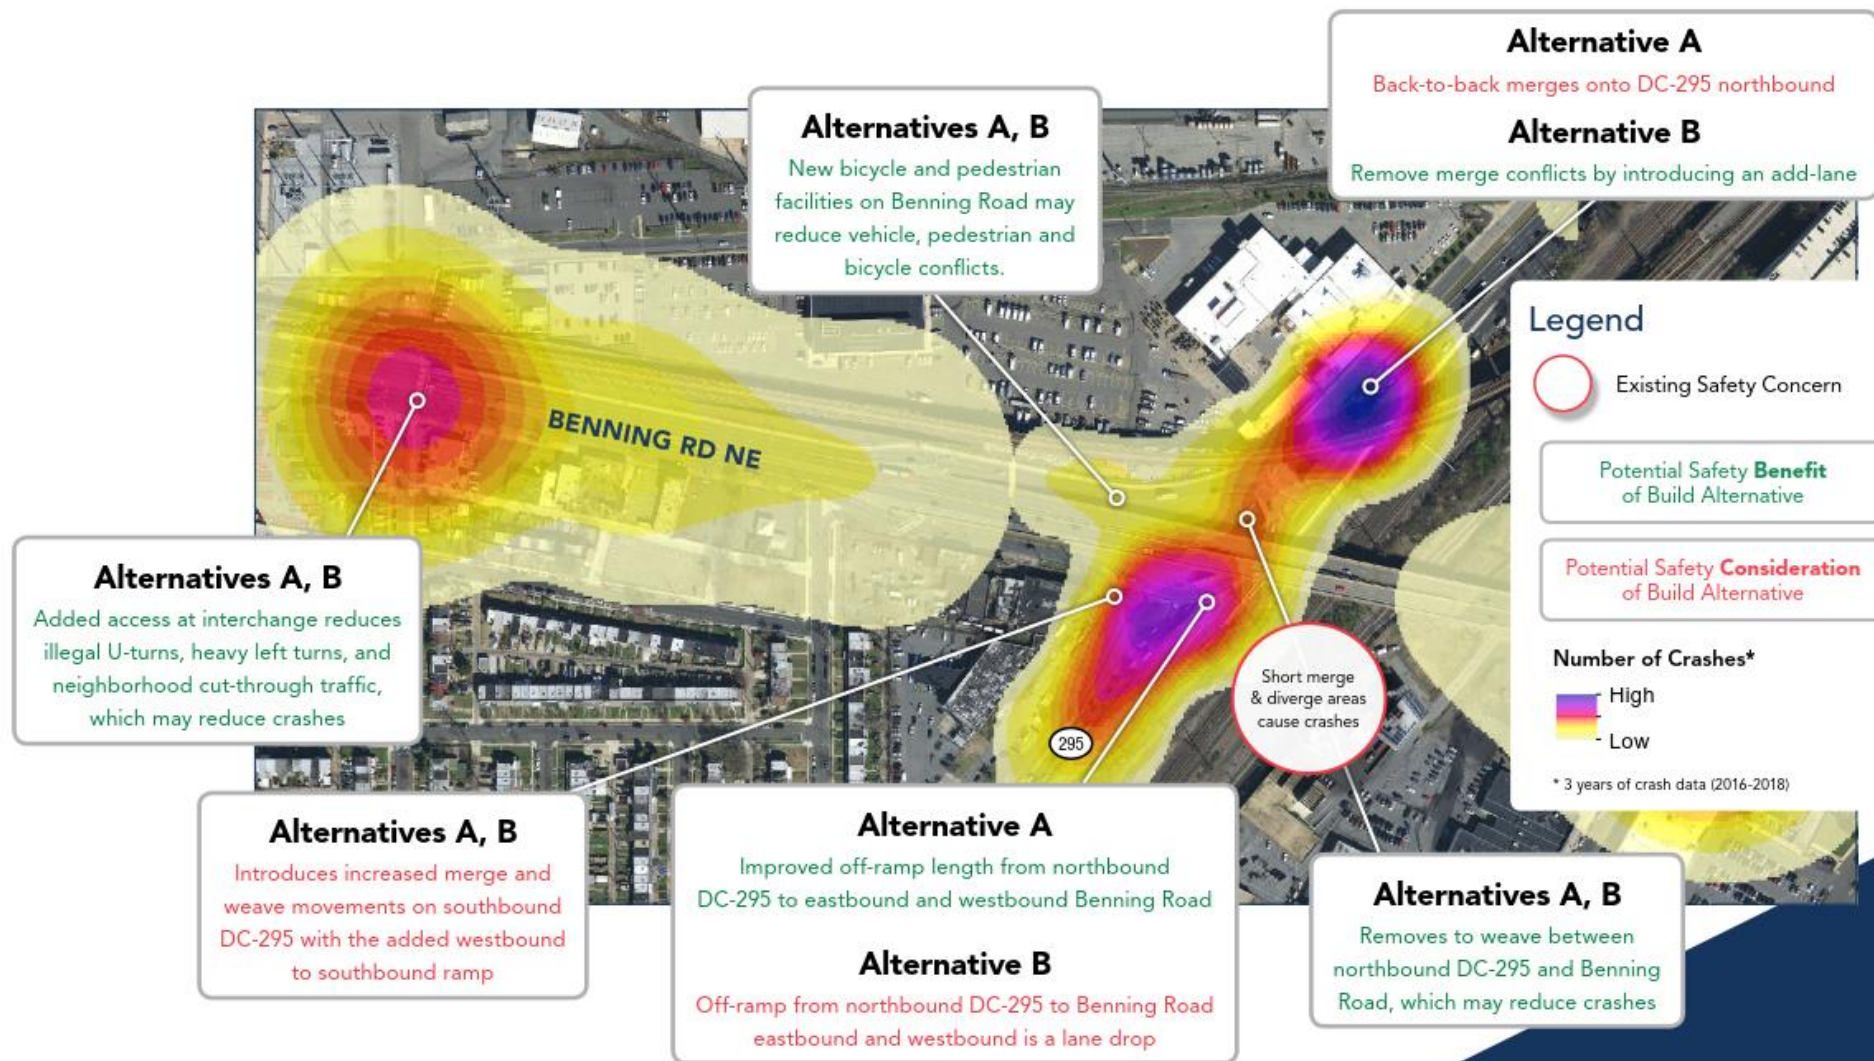 Alternative A
Back-to-back merges onto DC-295 northbound
Alternative B
Remove merge conflicts by introducing an add-lane
Alternatives A, B
New bicycle and pedestrian
facilities on Benning Road may
reduce vehicle, pedestrian and
bicycle conflicts.
Legend
Existing Safety Concern
Potential Safety Benefit
of Build Alternative
Potential Safety Consideration
of Build Alternative
Number of Crashes*
High
Low
* 3 years of crash data (2016-2018)
BENNING RD NE
Alternatives A, B
Added access at interchange reduces
illegal U-turns, heavy left turns, and
neighborhood cut-through traffic,
which may reduce crashes
Short merge
& diverge areas
cause crashes
295
Alternatives A, B
Introduces increased merge and
weave movements on southbound
DC-295 with the added westbound
to southbound ramp
Alternative A
Improved off-ramp length from northbound
DC-295 to eastbound and westbound Benning Road
Alternative B
Off-ramp from northbound DC-295 to Benning Road
eastbound and westbound is a lane drop
Alternatives A, B
Removes to weave between
northbound DC-295 and Benning
Road, which may reduce crashes